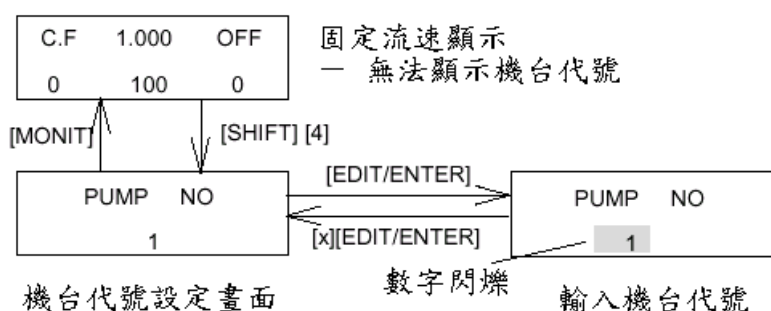 C.F 1.000 OFF
0 100 0
固定流速顯示
— 無法顯示機台代號
[MONIT]
[SHIFT] [4]
PUMP NO
1
機台代號設定畫面
[EDIT/ENTER]
[x][EDIT/ENTER]
數字閃爍
PUMP NO
1
輸入機台代號